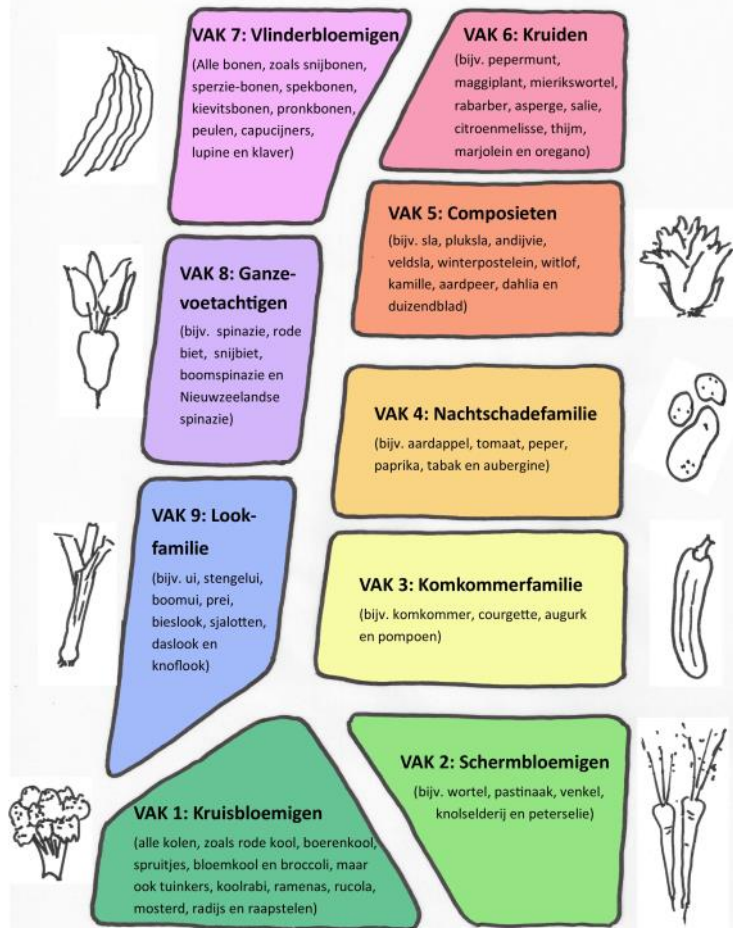 VAK 7: Vlinderbloemigen
(Alle bonen, zoals snijbonen,
sperzie-bonen, spekbonen,
kievitsbonen, pronkbonen,
peulen, capucijners,
lupine en klaver)
VAK 6: Kruiden
(bijv. pepermunt,
maggiplant, mierikswortel,
rabarber, asperge, salie,
citroenmelisse, thijm,
marjolein en oregano)
VAK 5: Composieten
(bijv. sla, pluksla, andijvie,
veldsla, winterpostelein, witlof,
kamille, aardpeer, dahlia en
duizendblad)
VAK 8: Ganze-
voetachtigen
(bijv. spinazie, rode
biet, snijbiet,
boomspinazie en
Nieuwzeelandse
spinazie)
VAK 4: Nachtschadefamilie
(bijv. aardappel, tomaat, peper,
paprika, tabak en aubergine)
VAK 9: Look-
familie
(bijv. ui, stengelui,
boomui, prei,
bieslook, sjalotten,
daslook en
knoflook)
VAK 3: Komkommerfamilie
(bijv. komkommer, courgette, augurk
en pompoen)
VAK 2: Schermbloemigen
(bijv. wortel, pastinaak, venkel,
knolselderij en peterselie)
VAK 1: Kruisbloemigen
(alle kolen, zoals rode kool, boerenkool,
spruitjes, bloemkool en broccoli, maar
ook tuinkers, koolrabi, ramenas, rucola,
mosterd, radijs en raapstelen)